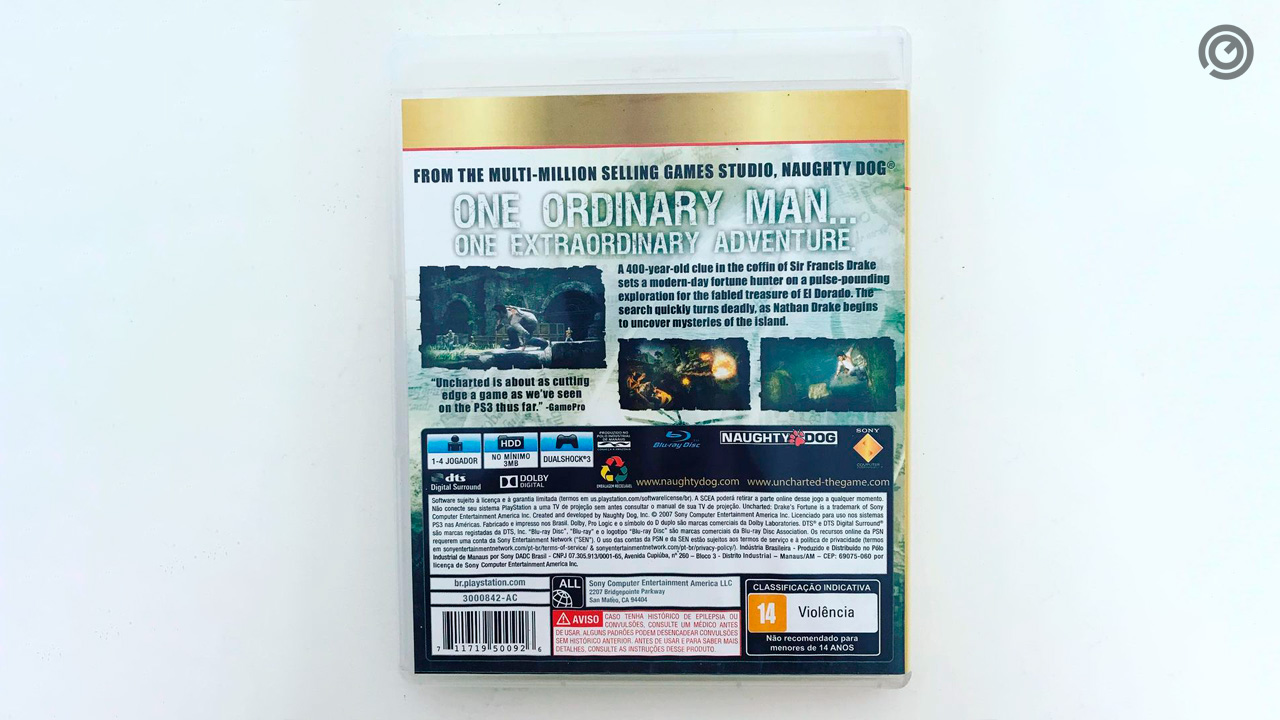 FROM THE MULTI-MILLION SELLING GAMES STUDIO, NAUGHTY DOG®
ONE ORDINARY MAN...
ONE EXTRAORDINARY ADVENTURE.
A 400-year-old clue in the coffin of Sir Francis Drake
sets a modern-day fortune hunter on a pulse-pounding
exploration for the fabled treasure of El Dorado. The
search quickly turns deadly, as Nathan Drake begins
to uncover mysteries of the island.
"Uncharted is about as cutting
edge a game as we've seen
on the PS3 thus far." -GamePro
1-4 JOGADOR
HDD
NO MÍNIMO
3MB
DUALSHOCK®3
PRODUZIDO NO
PÓLO INDUSTRIAL
DE MANAUS
CONHEÇA A AMAZÔNIA
Blu-ray Disc
NAUGHTY DOG
SONY
COMPUTER
ENTERTAINMENT
dts
Digital Surround
DOLBY
DIGITAL
EMBALAGEM RECICLÁVEL
www.naughtydog.com
www.uncharted-thegame.com
Software sujeito à licença e à garantia limitada (termos em us.playstation.com/softwarelicense/br). A SCEA poderá retirar a parte online desse jogo a qualquer momento.
Não conecte seu sistema PlayStation a uma TV de projeção sem antes consultar o manual de sua TV de projeção. Uncharted: Drake's Fortune is a trademark of Sony
Computer Entertainment America Inc. Created and developed by Naughty Dog, Inc. © 2007 Sony Computer Entertainment America Inc. Licenciado para uso nos sistemas
PS3 nas Américas. Fabricado e impresso nos Brasil. Dolby, Pro Logic e o símbolo do D duplo são marcas comerciais da Dolby Laboratories. DTS® e DTS Digital Surround®
são marcas registadas da DTS, Inc. "Blu-ray Disc", "Blu-ray" e o logotipo "Blu-ray Disc" são marcas comerciais da Blu-ray Disc Association. Os recursos online da PSN
requerem uma conta da Sony Entertainment Network ("SEN"). O uso das contas da PSN e da SEN estão sujeitos aos termos de serviço e à política de privacidade (termos
em sonyentertainmentnetwork.com/pt-br/terms-of-service/ & sonyentertainmentnetwork.com/pt-br/privacy-policy/). Indústria Brasileira - Produzido e Distribuído no Pólo
Industrial de Manaus por Sony DADC Brasil - CNPJ 07.305.913/0001-65, Avenida Cupiúba, nº 260 – Bloco 3 - Distrito Industrial – Manaus/AM – CEP: 69075-060 por
licença de Sony Computer Entertainment America Inc.
br.playstation.com
3000842-AC
7 11719 50092 6
ALL
Sony Computer Entertainment America LLC
2207 Bridgepointe Parkway
San Mateo, CA 94404
AVISO CASO TENHA HISTÓRICO DE EPILEPSIA OU
CONVULSÕES, CONSULTE UM MÉDICO ANTES
DE USAR. ALGUNS PADRÕES PODEM DESENCADEAR CONVULSÕES
SEM HISTÓRICO ANTERIOR. ANTES DE USAR E PARA SABER MAIS
DETALHES, CONSULTE AS INSTRUÇÕES DESSE PRODUTO.
CLASSIFICAÇÃO INDICATIVA
14
Violência
Não recomendado para
menores de 14 ANOS